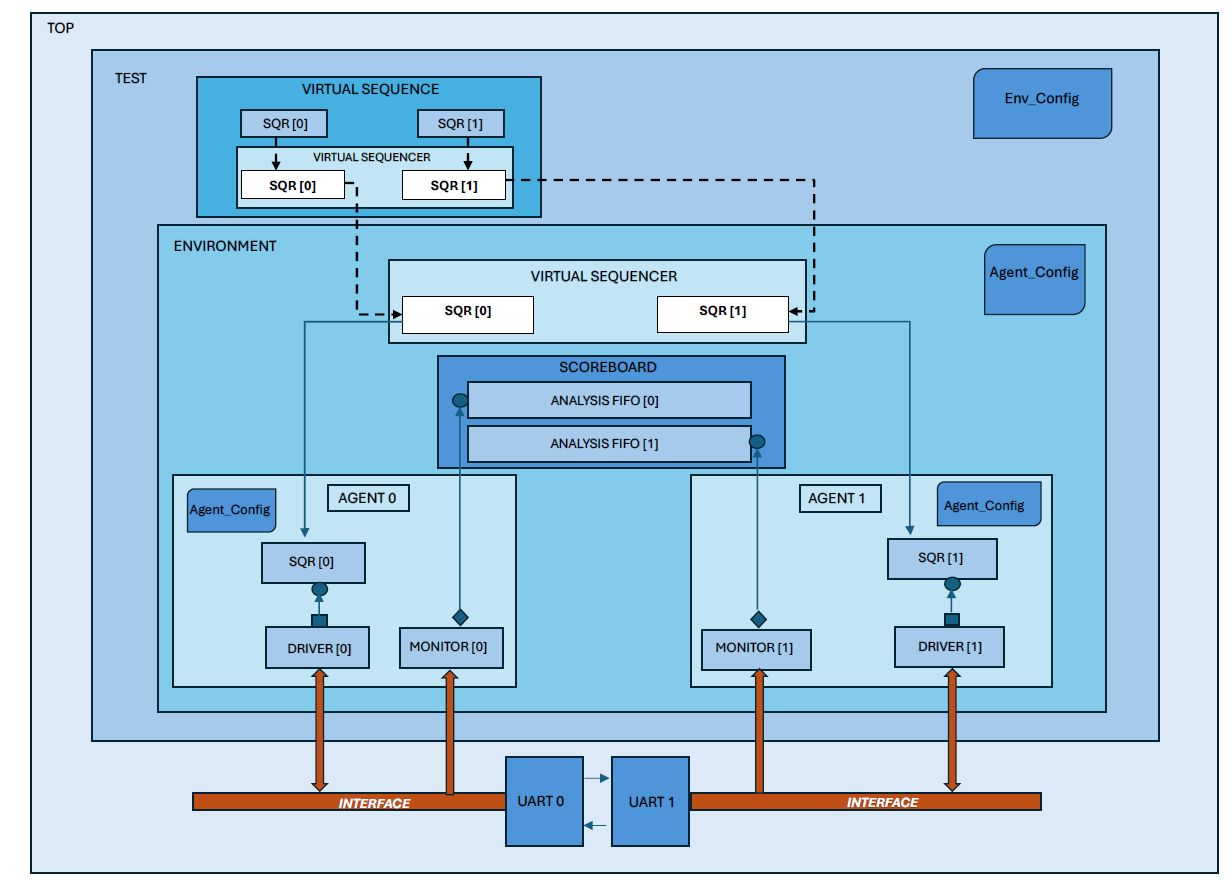 TOP
TEST
VIRTUAL SEQUENCE
Env_Config
SQR [0]
SQR [1]
VIRTUAL SEQUENCER
SQR [0]
SQR [1]
ENVIRONMENT
Agent_Config
VIRTUAL SEQUENCER
SQR [0]
SQR [1]
SCOREBOARD
ANALYSIS FIFO [0]
ANALYSIS FIFO [1]
AGENT 0
Agent_Config
SQR [0]
DRIVER [0]
MONITOR [0]
AGENT 1
Agent_Config
SQR [1]
MONITOR [1]
DRIVER [1]
INTERFACE
UART 0
UART 1
INTERFACE